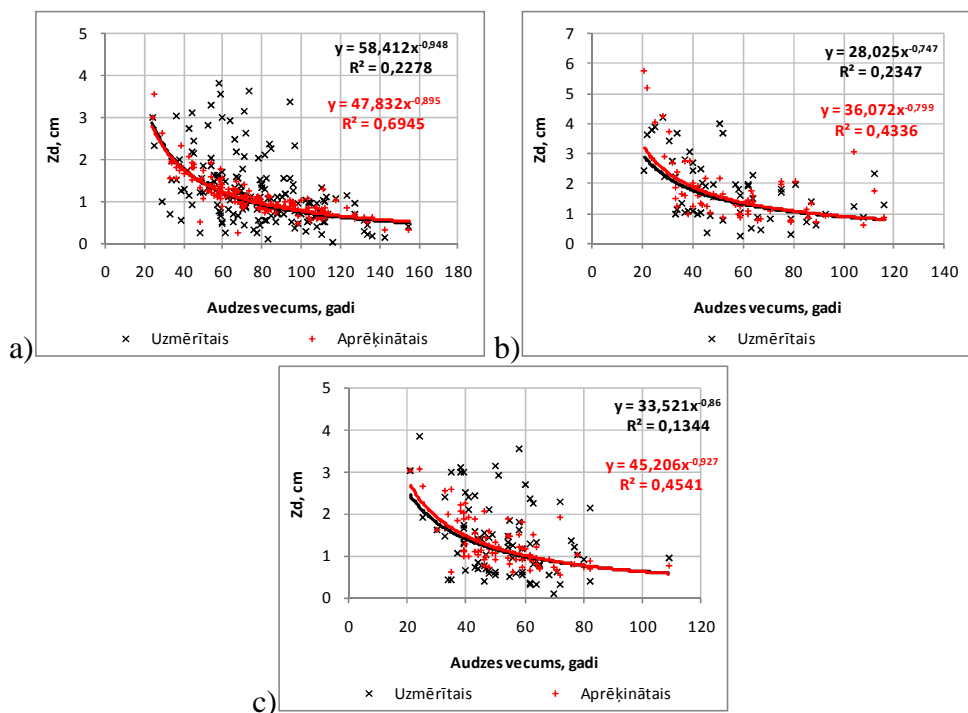 y = 58,412x^-0,948
R² = 0,2278
y = 47,832x^-0,895
R² = 0,6945
Zd, cm
5
4
3
2
1
0
0 20 40 60 80 100 120 140 160 180
Audzes vecums, gadi
× Uzmērītais + Aprēķinātais
a)
y = 28,025x^-0,747
R² = 0,2347
y = 36,072x^-0,799
R² = 0,4336
Zd, cm
7
6
5
4
3
2
1
0
0 20 40 60 80 100 120 140
Audzes vecums, gadi
× Uzmērītais
b)
y = 33,521x^-0,86
R² = 0,1344
y = 45,206x^-0,927
R² = 0,4541
Zd, cm
5
4
3
2
1
0
0 20 40 60 80 100 120
Audzes vecums, gadi
× Uzmērītais + Aprēķinātais
c)